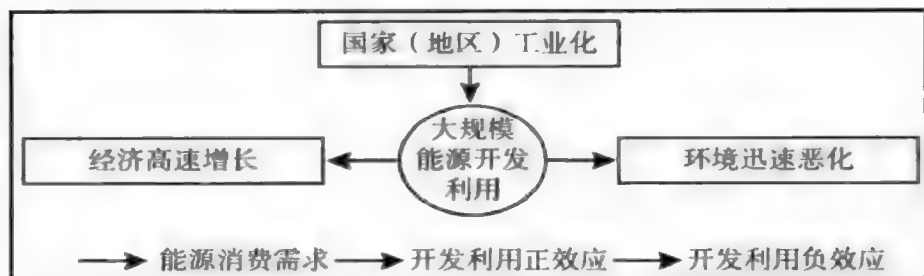 国家（地区）工业化
大规模
能源开发
利用
经济高速增长
环境迅速恶化
能源消费需求
开发利用正效应
开发利用负效应